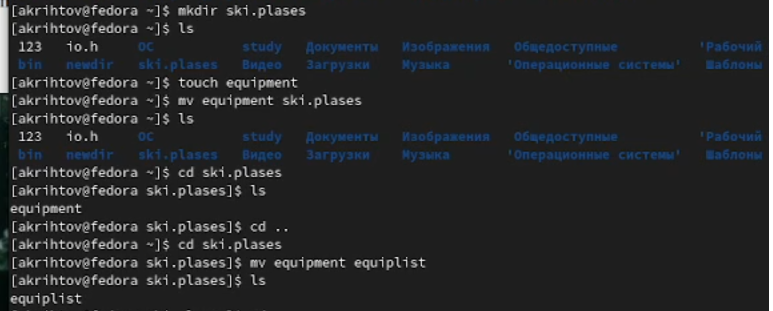 [akrihtov@fedora ~]$ mkdir ski.plases
[akrihtov@fedora ~]$ ls
123 io.h ОС study Документы Изображения Общедоступные 'Рабочий
bin newdir ski.plases Видео Загрузки Музыка 'Операционные системы' Шаблоны
[akrihtov@fedora ~]$ touch equipment
[akrihtov@fedora ~]$ mv equipment ski.plases
[akrihtov@fedora ~]$ ls
123 io.h ОС study Документы Изображения Общедоступные 'Рабочий
bin newdir ski.plases Видео Загрузки Музыка 'Операционные системы' Шаблоны
[akrihtov@fedora ~]$ cd ski.plases
[akrihtov@fedora ski.plases]$ ls
equipment
[akrihtov@fedora ski.plases]$ cd ..
[akrihtov@fedora ~]$ cd ski.plases
[akrihtov@fedora ski.plases]$ mv equipment equiplist
[akrihtov@fedora ski.plases]$ ls
equiplist